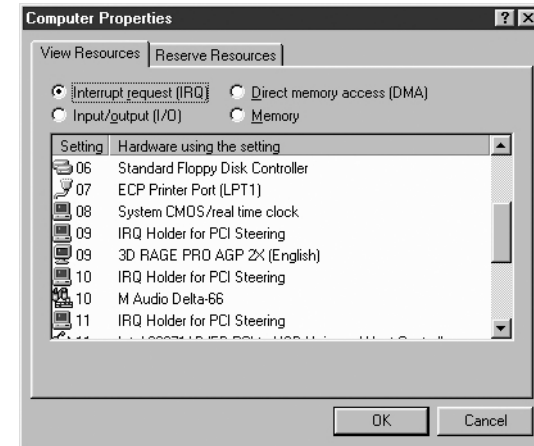 Computer Properties
View Resources Reserve Resources
Interrupt request (IRQ) Direct memory access (DMA)
Input/output (I/O) Memory
Setting Hardware using the setting
06 Standard Floppy Disk Controller
07 ECP Printer Port (LPT1)
08 System CMOS/real time clock
09 IRQ Holder for PCI Steering
09 3D RAGE PRO AGP 2X (English)
10 IRQ Holder for PCI Steering
10 M Audio Delta-66
11 IRQ Holder for PCI Steering
OK Cancel